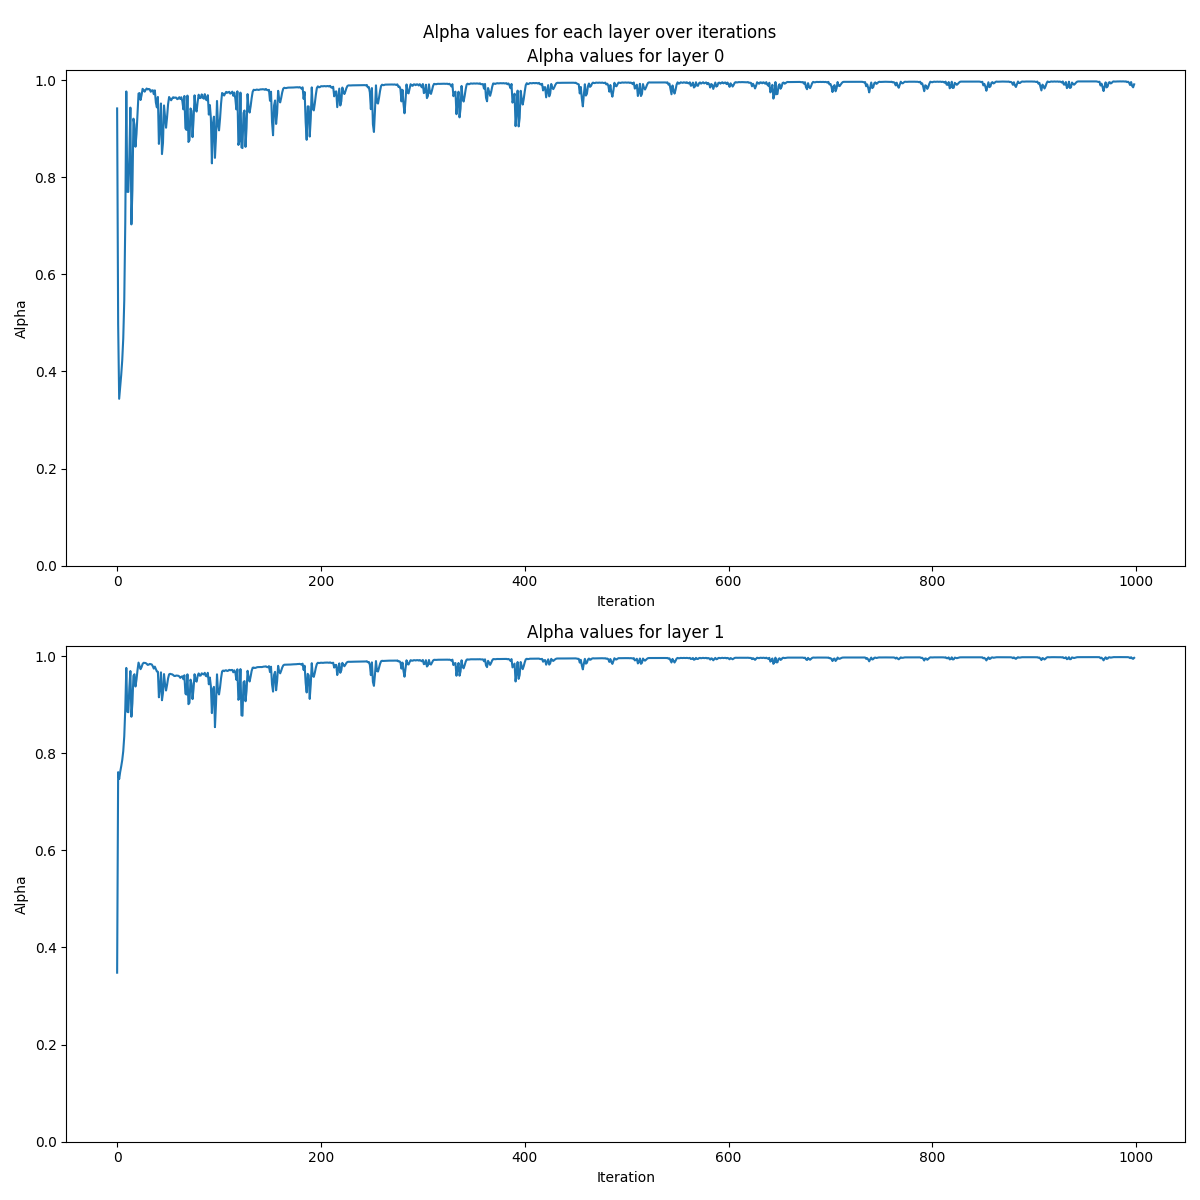 Alpha values for each layer over iterations
Alpha values for layer 0
1.0
0.8
0.6
0.4
0.2
0.0
Alpha
0 200 400 600 800 1000
Iteration
Alpha values for layer 1
1.0
0.8
0.6
0.4
0.2
0.0
Alpha
0 200 400 600 800 1000
Iteration